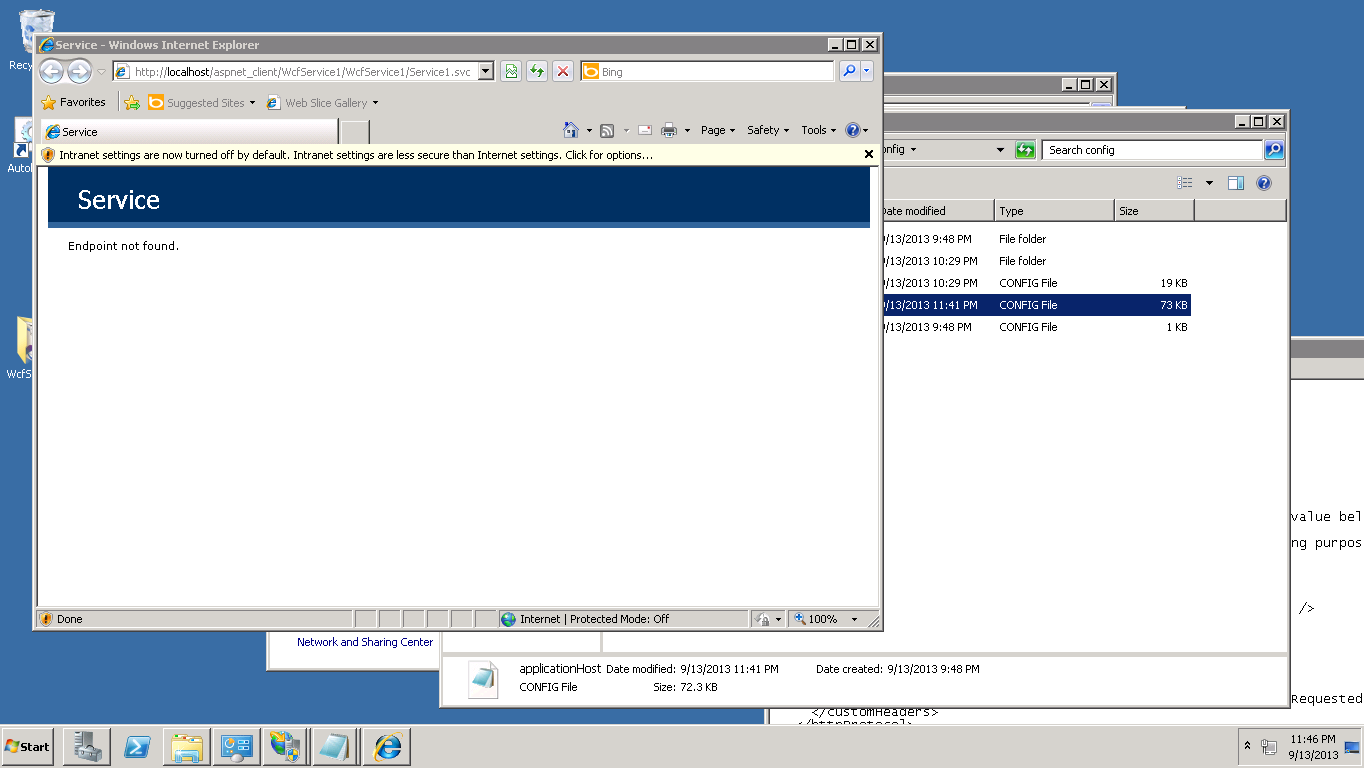 Service - Windows Internet Explorer
http://localhost/aspnet_client/WcfService1/WcfService1/Service1.svc
Bing
Favorites
Suggested Sites
Web Slice Gallery
Service
Page
Safety
Tools
Intranet settings are now turned off by default. Intranet settings are less secure than Internet settings. Click for options...
Service
Endpoint not found.
Done
Internet | Protected Mode: Off
100%
Search config
Date modified
Type
Size
9/13/2013 9:48 PM
File folder
9/13/2013 10:29 PM
File folder
9/13/2013 10:29 PM
CONFIG File
19 KB
9/13/2013 11:41 PM
CONFIG File
73 KB
9/13/2013 9:48 PM
CONFIG File
1 KB
value bel
ng purpos
/>
Requested
</customHeaders>
Network and Sharing Center
applicationHost
Date modified: 9/13/2013 11:41 PM
Date created: 9/13/2013 9:48 PM
CONFIG File
Size: 72.3 KB
Start
11:46 PM
9/13/2013